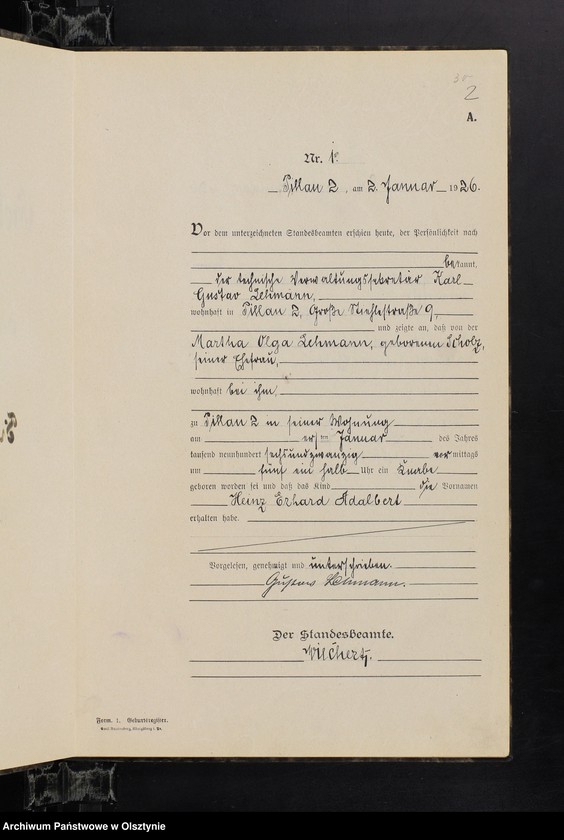 30
2
A.
Nr. 1.
Pillau 2, am 2. Januar 1926.
Vor dem unterzeichneten Standesbeamten erschien heute, der Persönlichkeit nach
bekannt,
der technische Verwaltungssekretär Karl
Gustav Lehmann,
wohnhaft in Pillau 2, Große Stiehlestraße 9,
und zeigte an, daß von der
Martha Olga Lehmann, geborenen Scholz,
seiner Ehefrau,
wohnhaft bei ihm,
zu Pillau 2 in seiner Wohnung
am ersten Januar des Jahres
tausend neunhundert sechsundzwanzig vormittags
um fünf ein halb Uhr ein Knabe
geboren worden sei und daß das Kind die Vornamen
Heinz Erhard Adalbert
erhalten habe.
Vorgelesen, genehmigt und unterschrieben.
Gustav Lehmann.
Der Standesbeamte.
Form. 1. Geburtsregister.
Archiwum Państwowe w Olsztynie